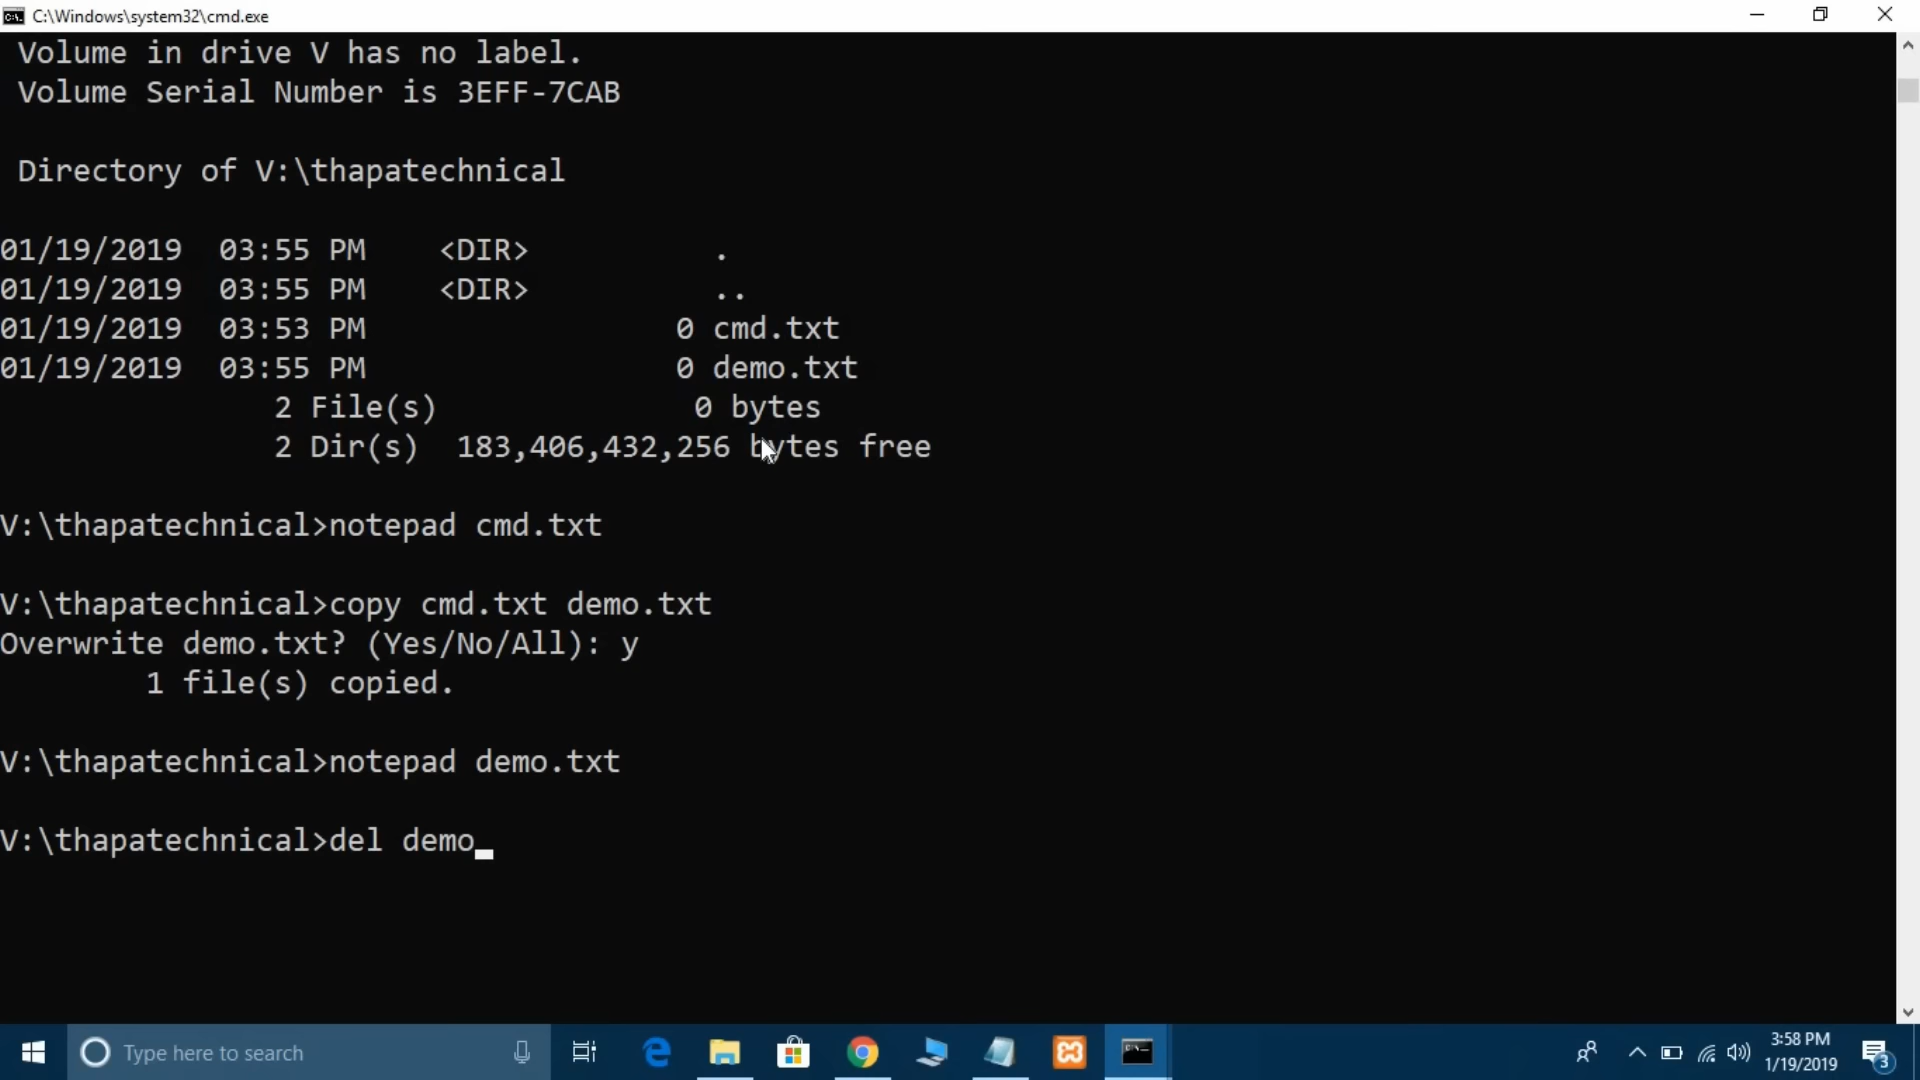 C:\Windows\system32\cmd.exe
Volume in drive V has no label.
Volume Serial Number is 3EFF-7CAB
Directory of V:\thapatechnical
01/19/2019 03:55 PM <DIR> .
01/19/2019 03:55 PM <DIR> ..
01/19/2019 03:53 PM 0 cmd.txt
01/19/2019 03:55 PM 0 demo.txt
2 File(s) 0 bytes
2 Dir(s) 183,406,432,256 bytes free
V:\thapatechnical>notepad cmd.txt
V:\thapatechnical>copy cmd.txt demo.txt
Overwrite demo.txt? (Yes/No/All): y
1 file(s) copied.
V:\thapatechnical>notepad demo.txt
V:\thapatechnical>del demo_
Type here to search
3:58 PM
1/19/2019
3